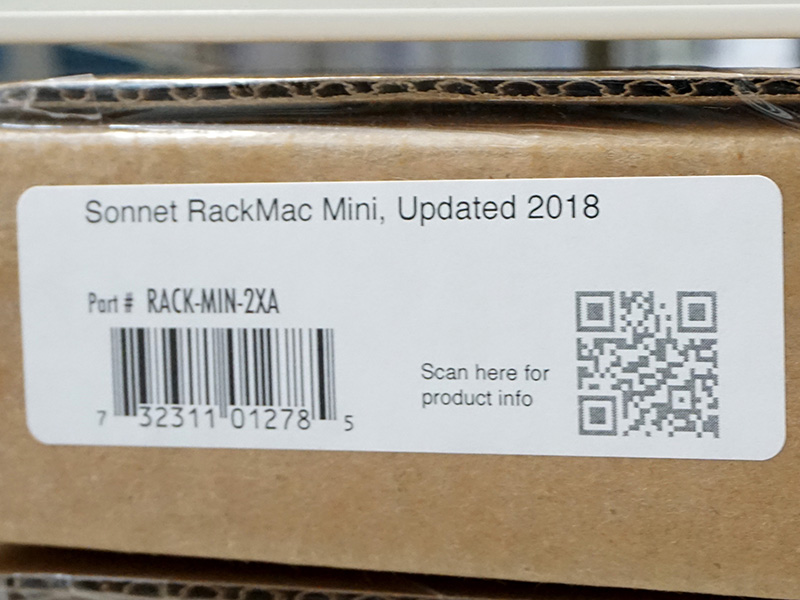 Sonnet RackMac Mini, Updated 2018
Part # RACK-MIN-2XA
7 32311 01278 5
Scan here for
product info